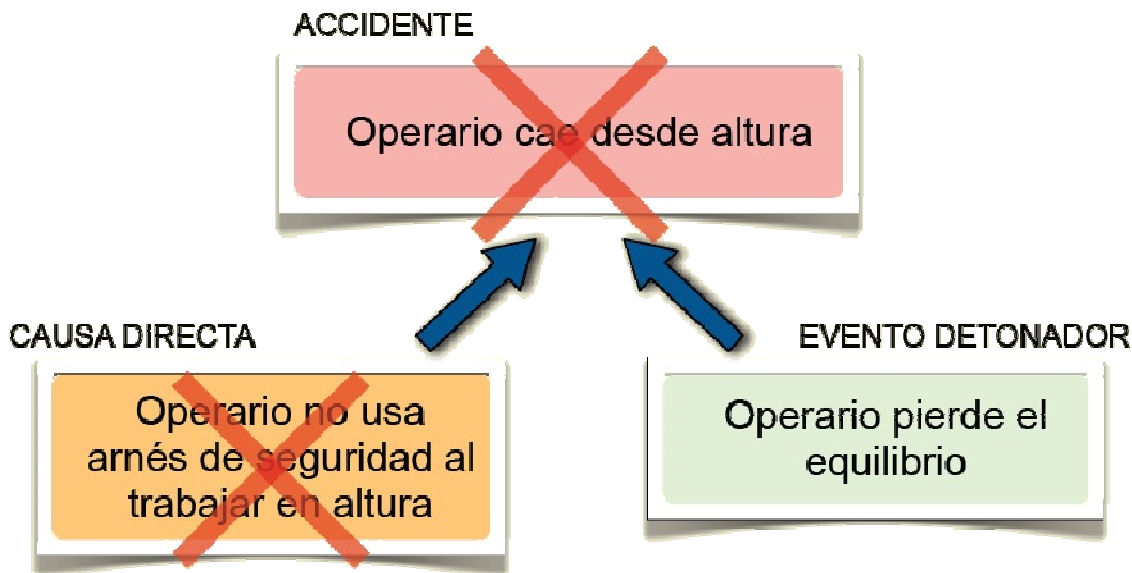 ACCIDENTE
Operario cae desde altura
CAUSA DIRECTA
Operario no usa
arnés de seguridad al
trabajar en altura
EVENTO DETONADOR
Operario pierde el
equilibrio